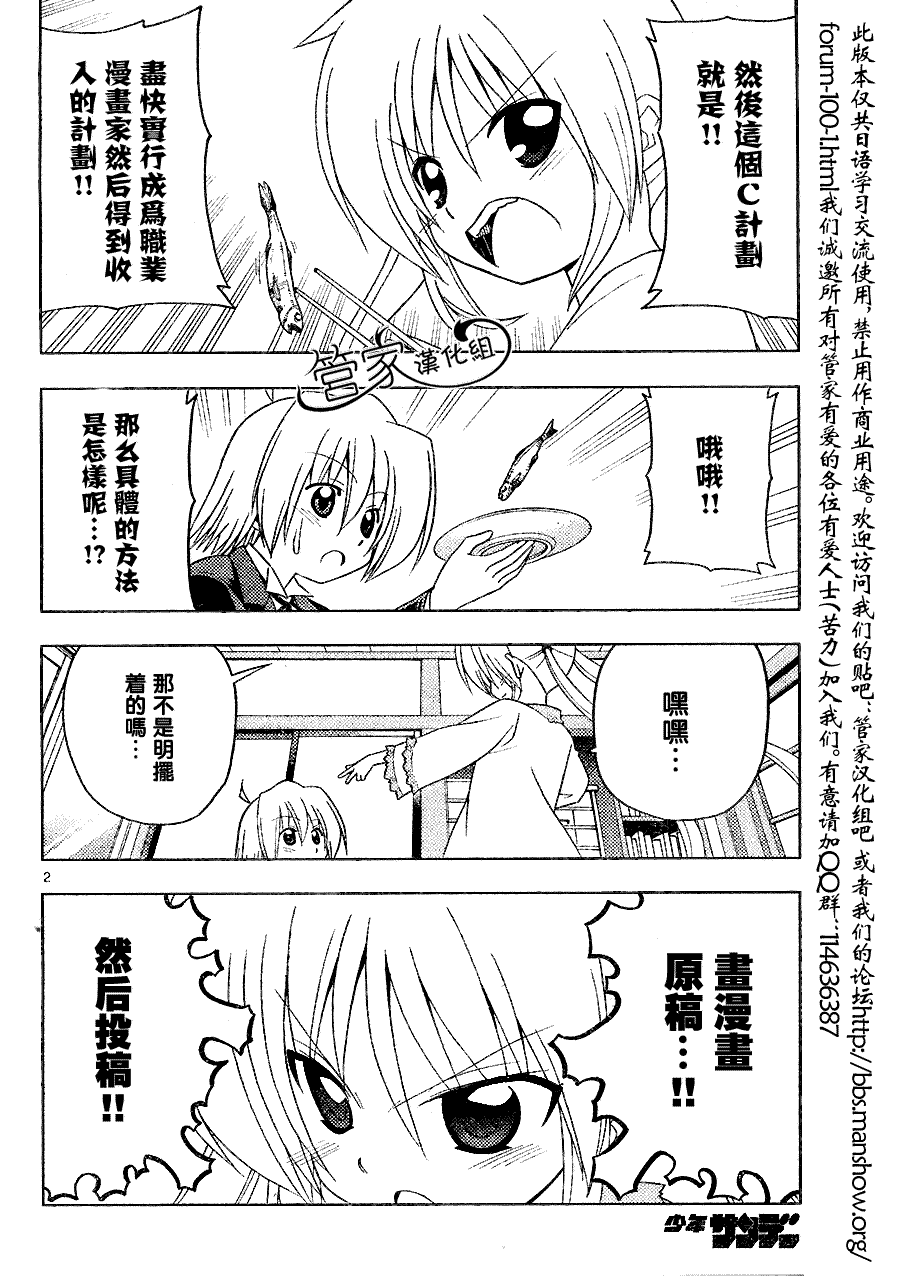 然後這個C計劃
就是!!
盡快實行成爲職業
漫畫家然后得到收
入的計劃!!
管家
漢化組
哦哦!!
那么具體的方法
是怎樣呢…!?
嘿嘿…
那不是明擺
着的嗎…
2
畫漫畫
原稿…!!
然后投稿!!
少年サンデー
此版本仅共日语学习交流使用，禁止用作商业用途。欢迎访问我们的贴吧：管家汉化组吧 或者我们的论坛http://bbs.manshow.org/
forum-100-1.html我们诚邀所有对管家有爱的各位有爱人士(苦力)加入我们。有意请加QQ群：114636387